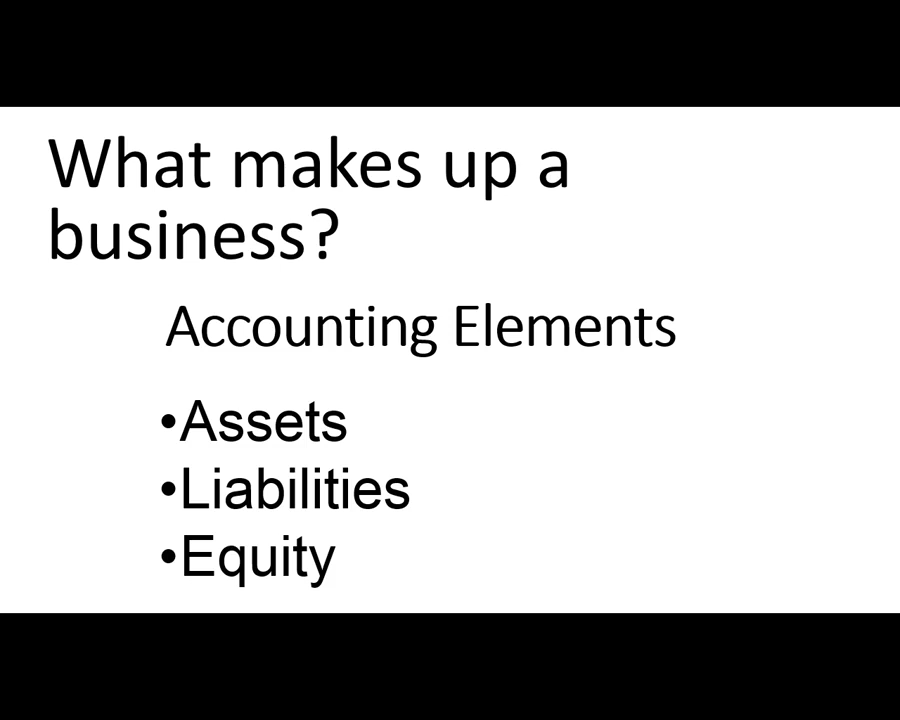 What makes up a
business?
Accounting Elements
•Assets
•Liabilities
•Equity